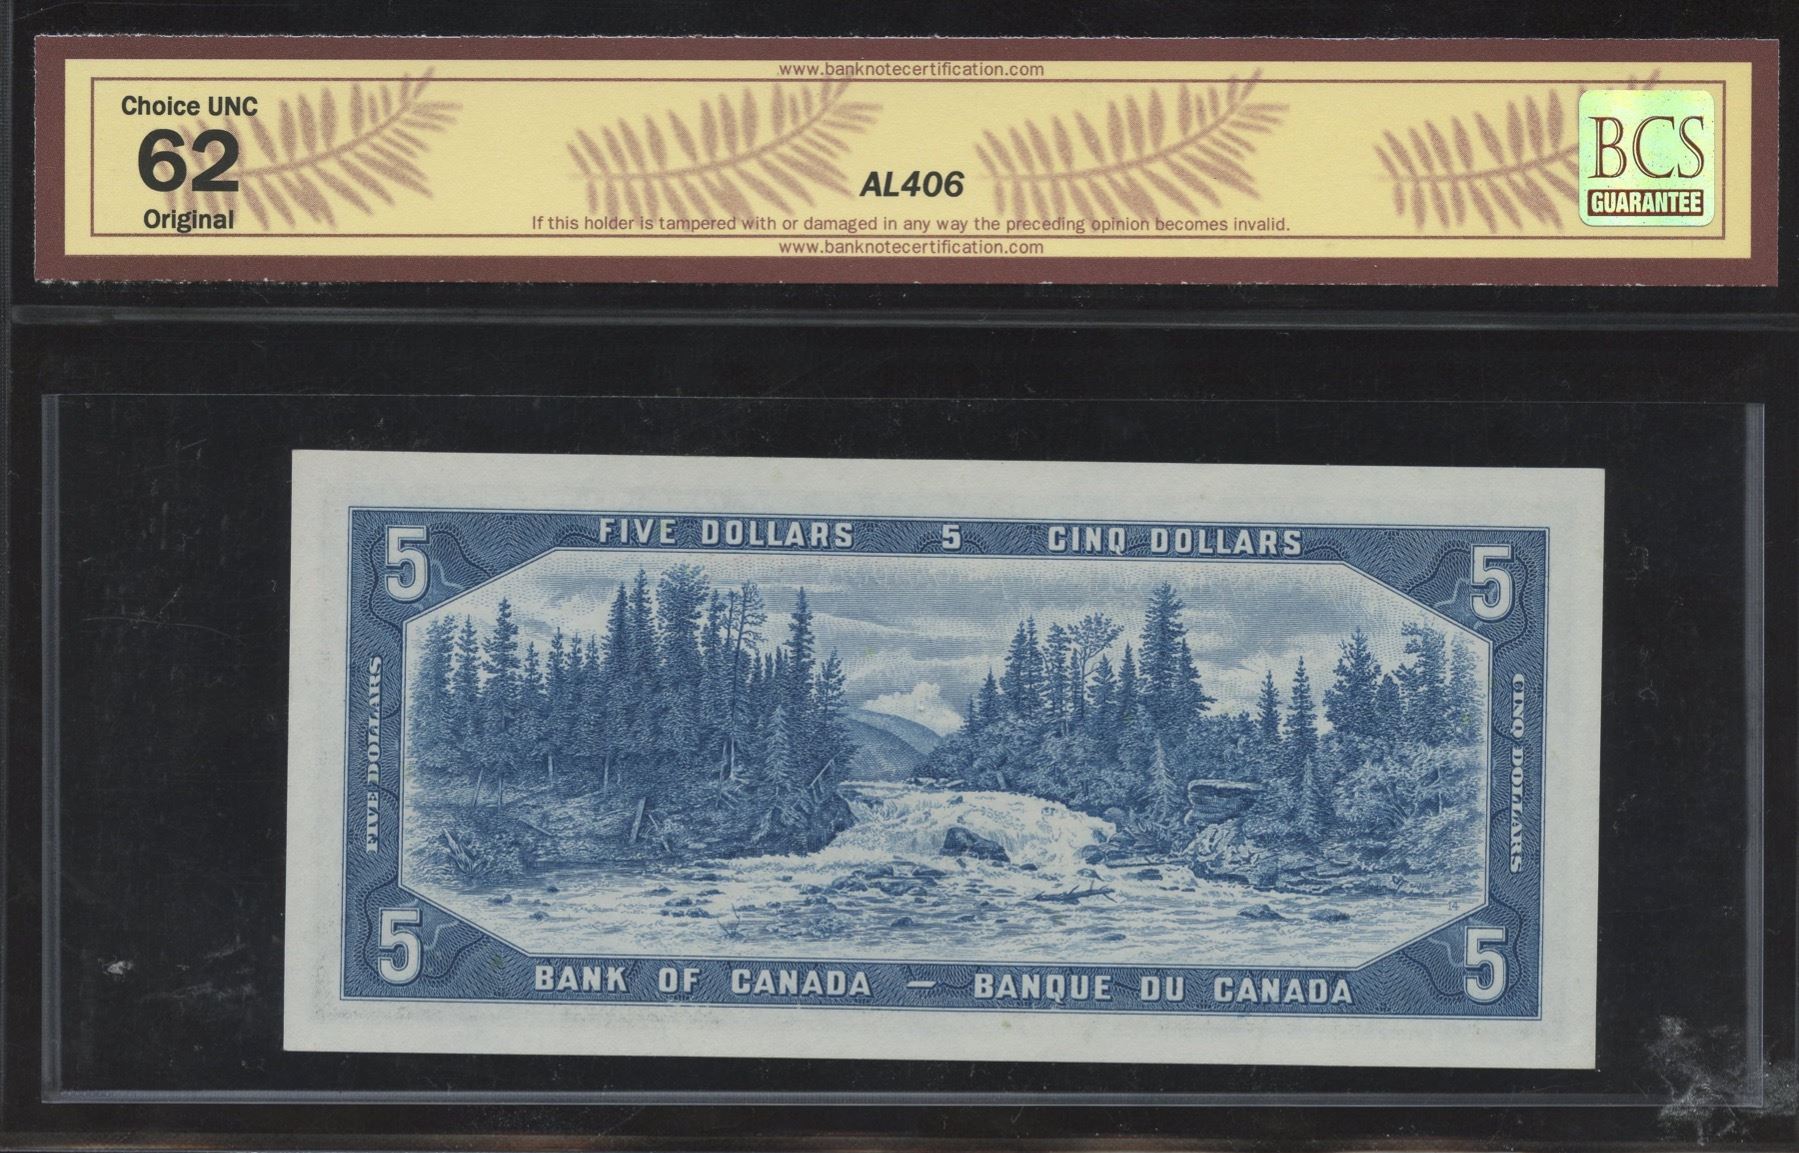 www.banknotecertification.com
Choice UNC
62
Original
AL406
BCS
GUARANTEE
If this holder is tampered with or damaged in any way the preceding opinion becomes invalid.
www.banknotecertification.com
5
FIVE DOLLARS 5 CINQ DOLLARS
5
FIVE DOLLARS
CINQ DOLLARS
5
BANK OF CANADA — BANQUE DU CANADA
5